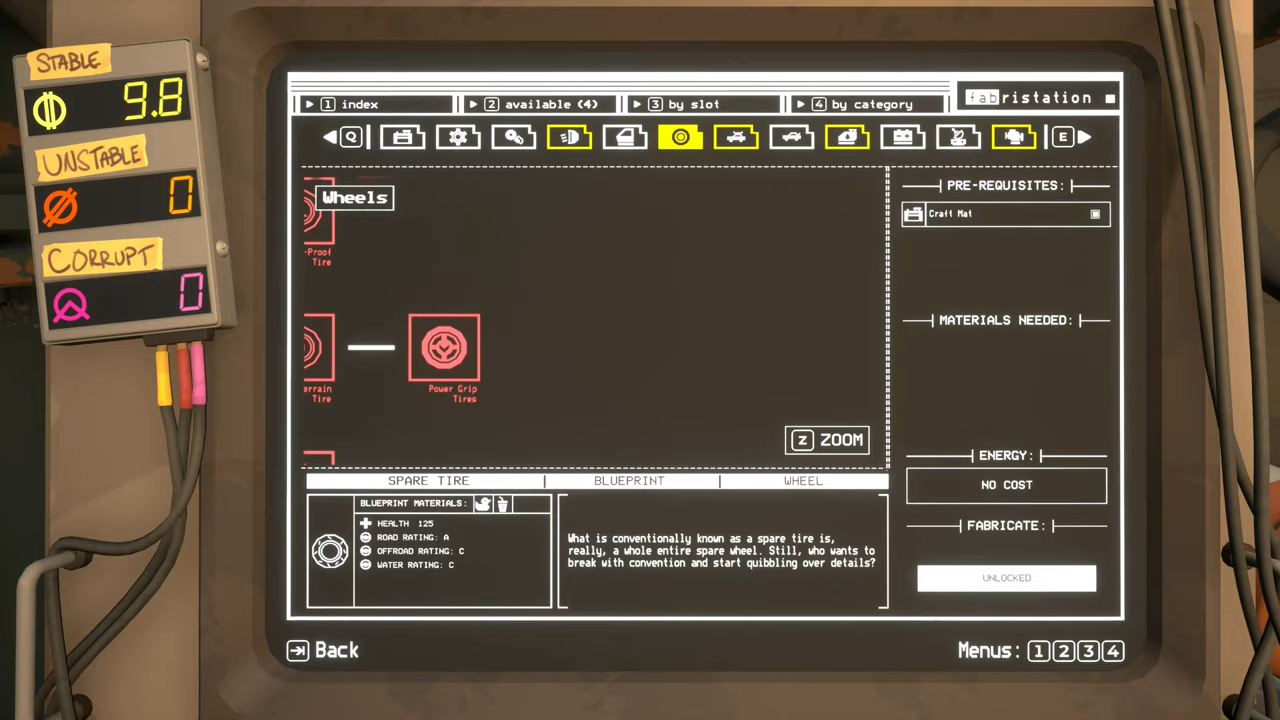 STABLE
9.8
UNSTABLE
0
CORRUPT
0
1 index
2 available (4)
3 by slot
4 by category
fabristation
Q
E
Wheels
-Proof
Tire
errain
Tire
Power Grip
Tires
Z ZOOM
PRE-REQUISITES:
Craft Mat
MATERIALS NEEDED:
ENERGY:
NO COST
FABRICATE:
UNLOCKED
SPARE TIRE
BLUEPRINT
WHEEL
BLUEPRINT MATERIALS:
HEALTH 125
ROAD RATING: A
OFFROAD RATING: C
WATER RATING: C
What is conventionally known as a spare tire is,
really, a whole entire spare wheel. Still, who wants to
break with convention and start quibbling over details?
Back
Menus: 1 2 3 4